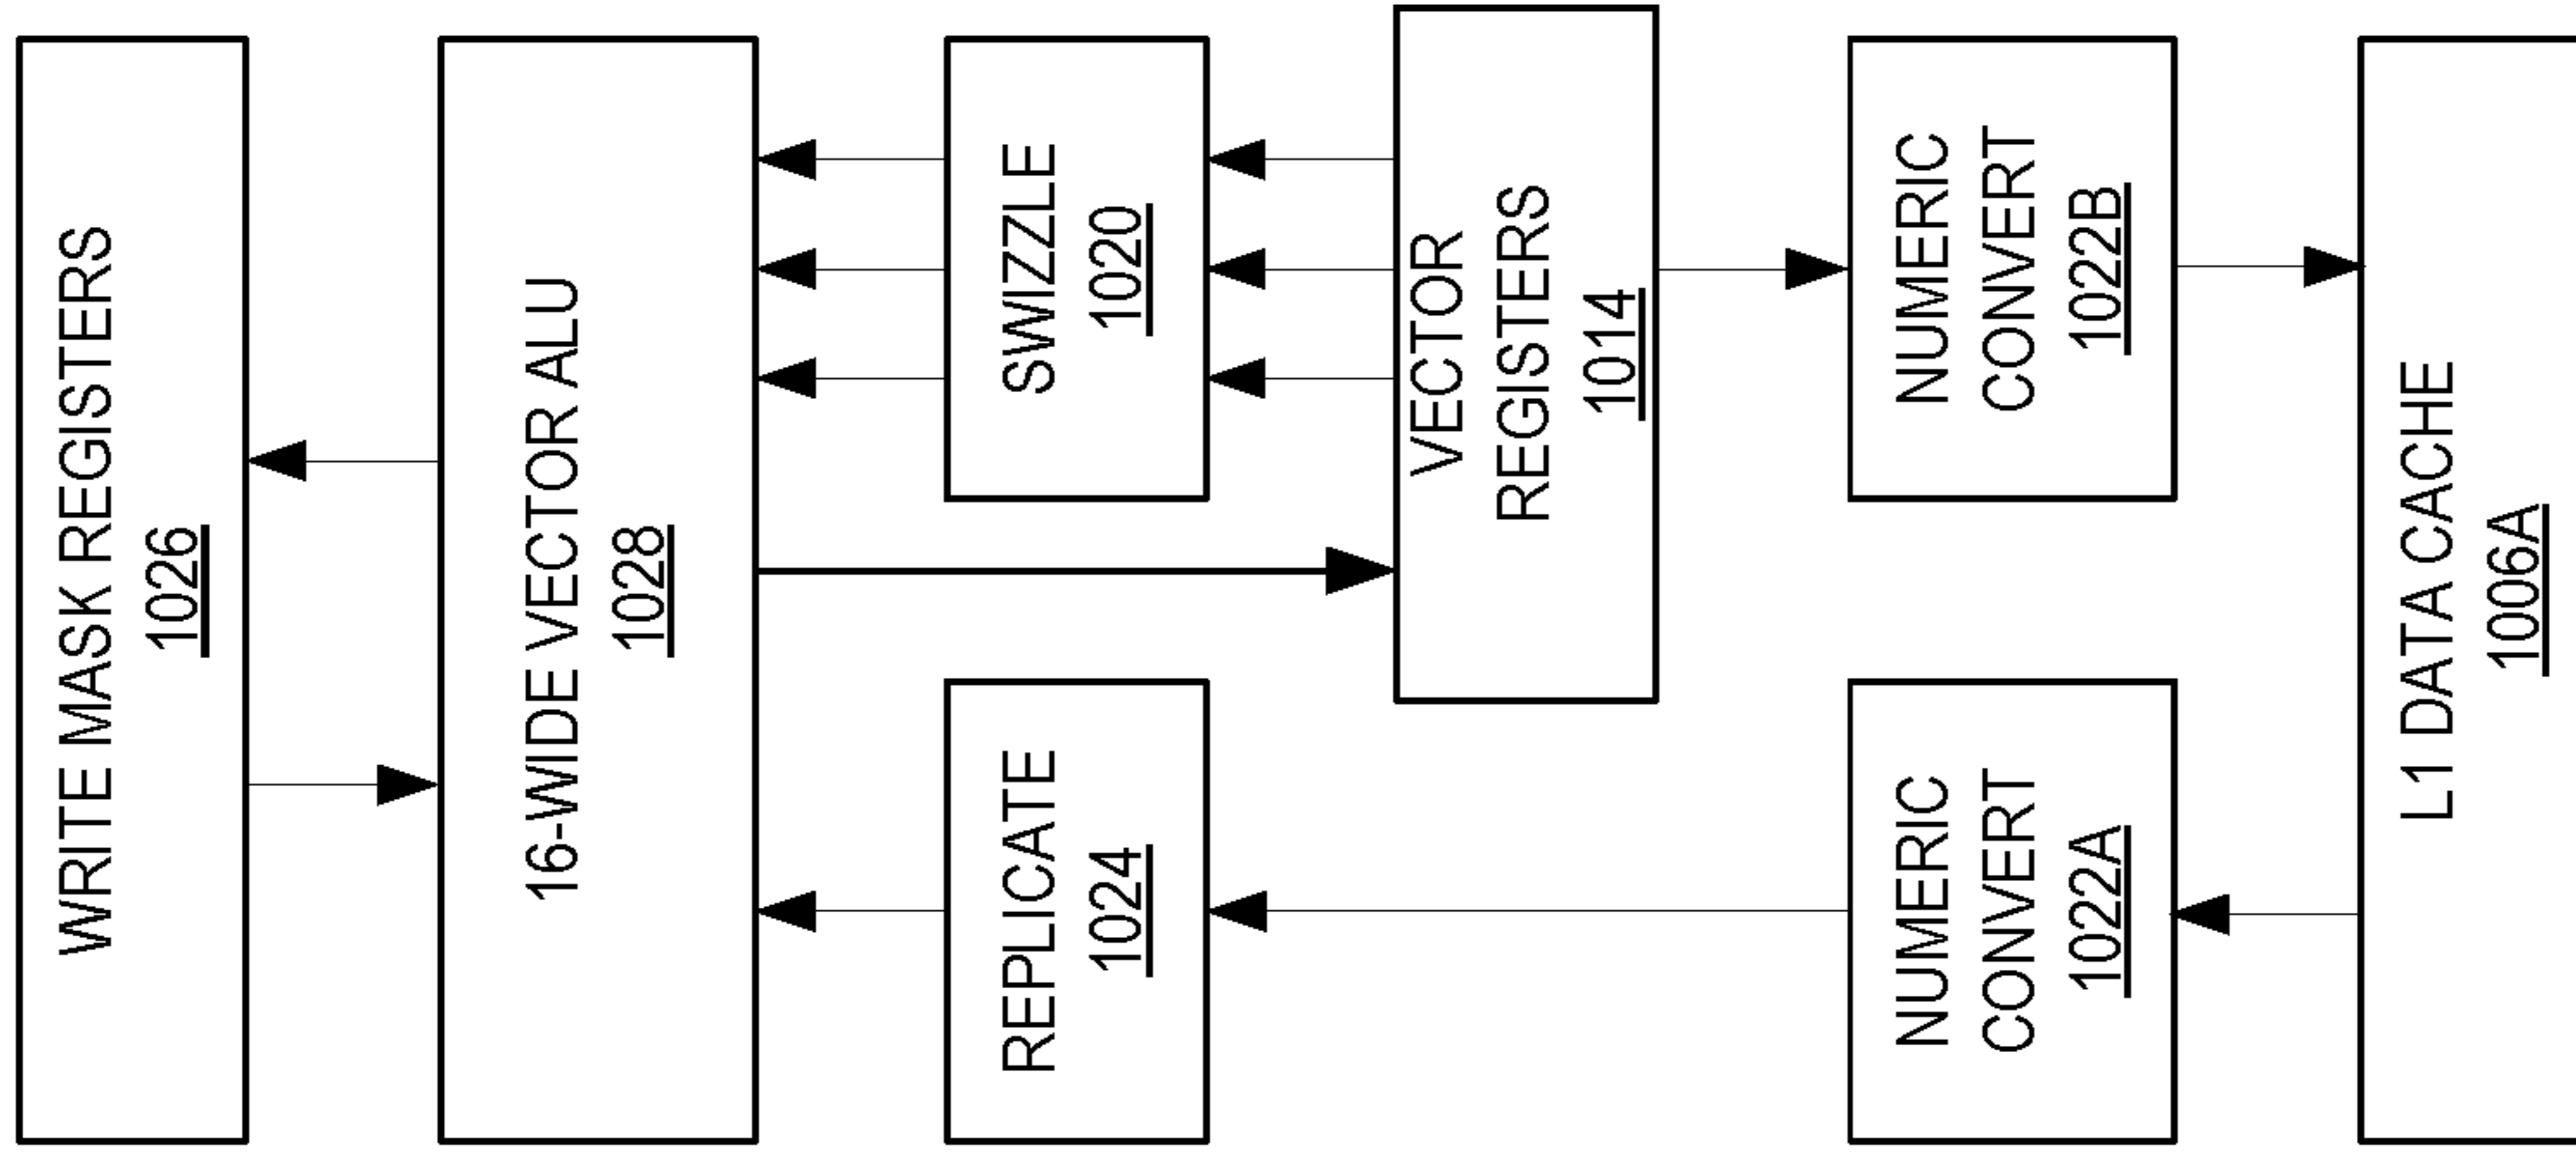 WRITE MASK REGISTERS
1026
16-WIDE VECTOR ALU
1028
REPLICATE
1024
SWIZZLE
1020
VECTOR
REGISTERS
1014
NUMERIC
CONVERT
1022A
NUMERIC
CONVERT
1022B
L1 DATA CACHE
1006A